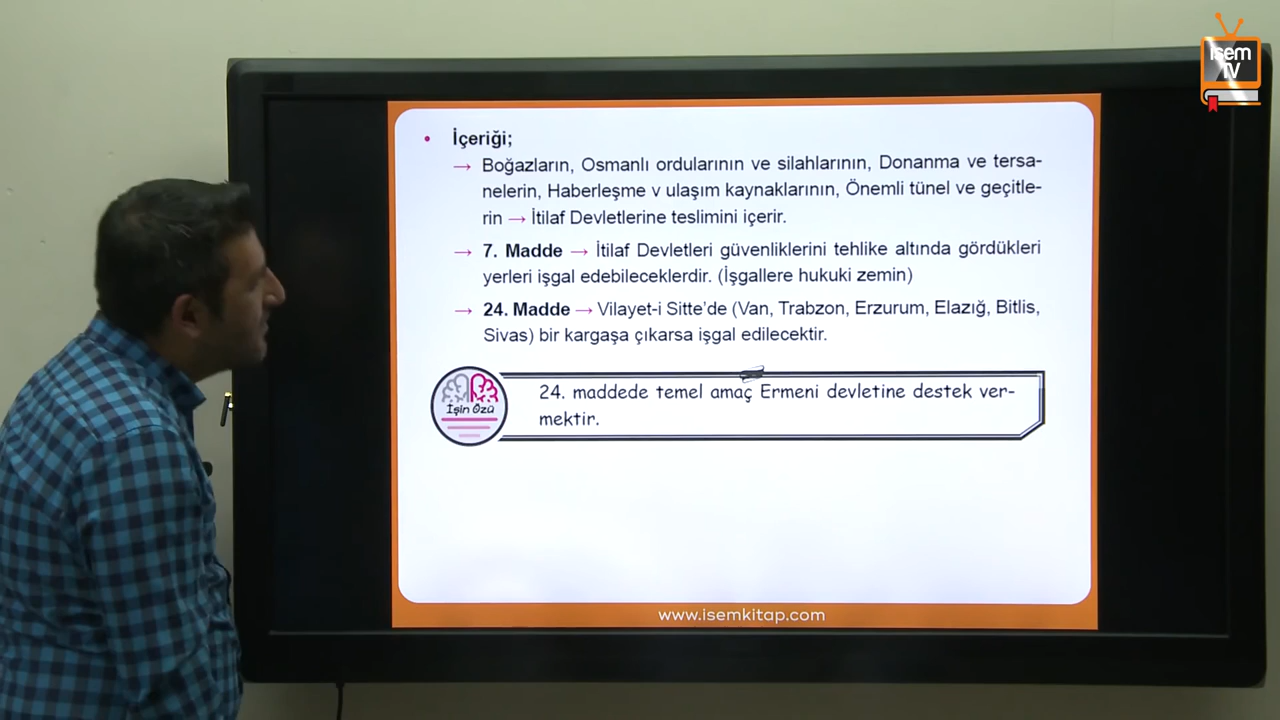 isem
TV
• İçeriği;
→ Boğazların, Osmanlı ordularının ve silahlarının, Donanma ve tersa-
nelerin, Haberleşme v ulaşım kaynaklarının, Önemli tünel ve geçitle-
rin → İtilaf Devletlerine teslimini içerir.
→ 7. Madde → İtilaf Devletleri güvenliklerini tehlike altında gördükleri
yerleri işgal edebileceklerdir. (İşgallere hukuki zemin)
→ 24. Madde → Vilayet-i Sitte'de (Van, Trabzon, Erzurum, Elazığ, Bitlis,
Sivas) bir kargaşa çıkarsa işgal edilecektir.
İşin Özü
24. maddede temel amaç Ermeni devletine destek ver-
mektir.
www.isemkitap.com